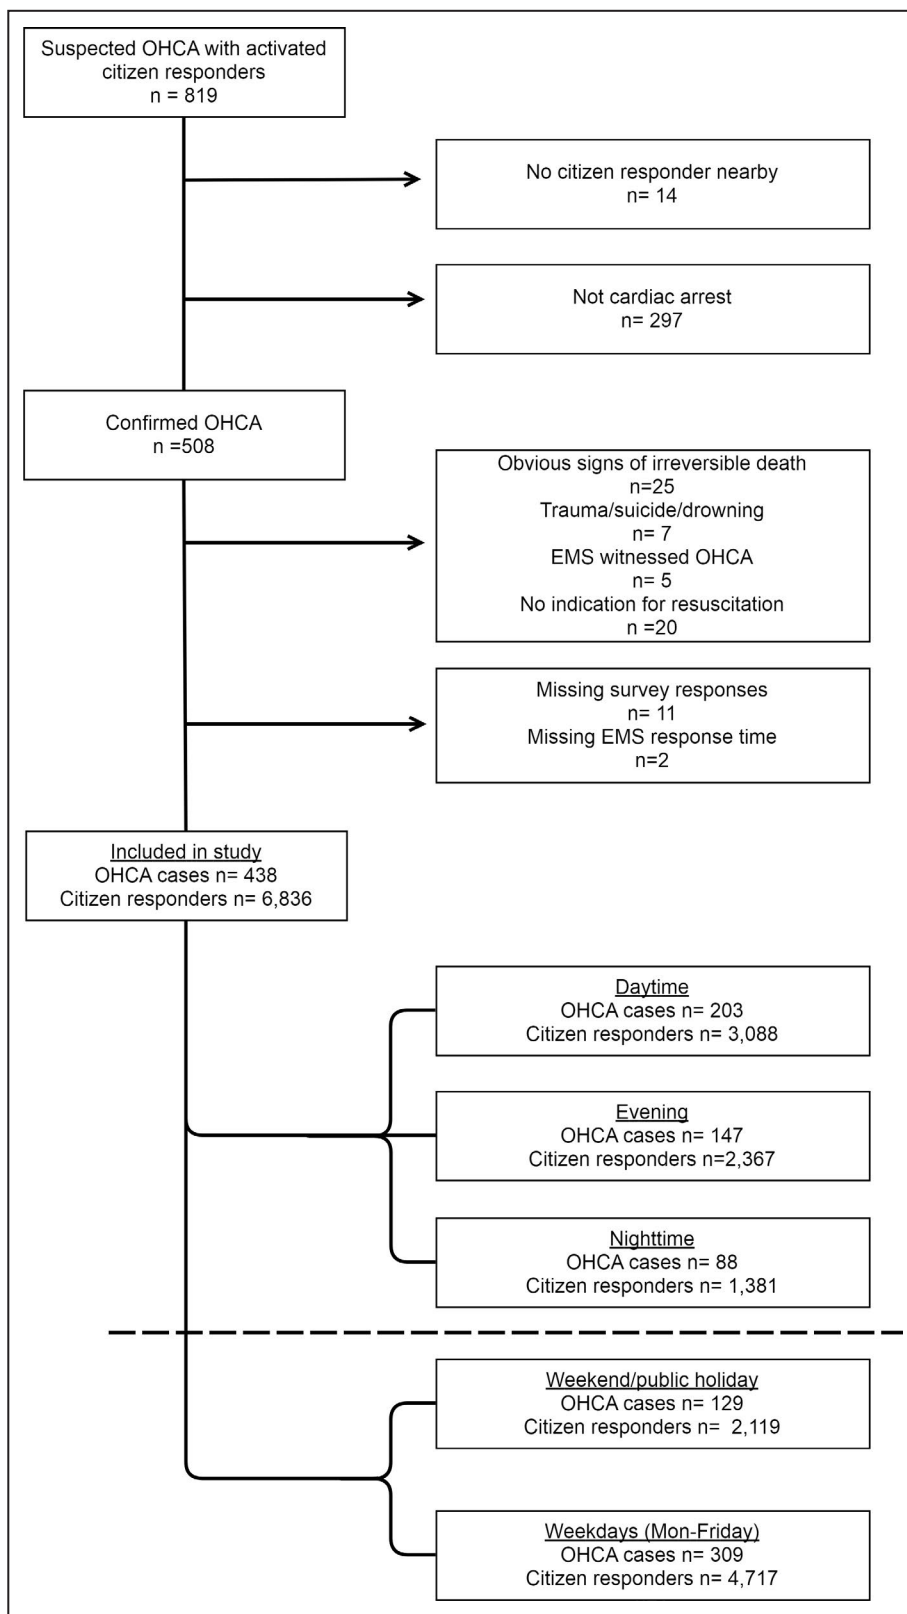 Suspected OHCA with activated
citizen responders
n = 819
No citizen responder nearby
n= 14
Not cardiac arrest
n= 297
Confirmed OHCA
n =508
Obvious signs of irreversible death
n=25
Trauma/suicide/drowning
n= 7
EMS witnessed OHCA
n= 5
No indication for resuscitation
n =20
Missing survey responses
n= 11
Missing EMS response time
n=2
Included in study
OHCA cases n= 438
Citizen responders n= 6,836
Daytime
OHCA cases n= 203
Citizen responders n= 3,088
Evening
OHCA cases n= 147
Citizen responders n=2,367
Nighttime
OHCA cases n= 88
Citizen responders n= 1,381
Weekend/public holiday
OHCA cases n= 129
Citizen responders n=  2,119
Weekdays (Mon-Friday)
OHCA cases n= 309
Citizen responders n= 4,717